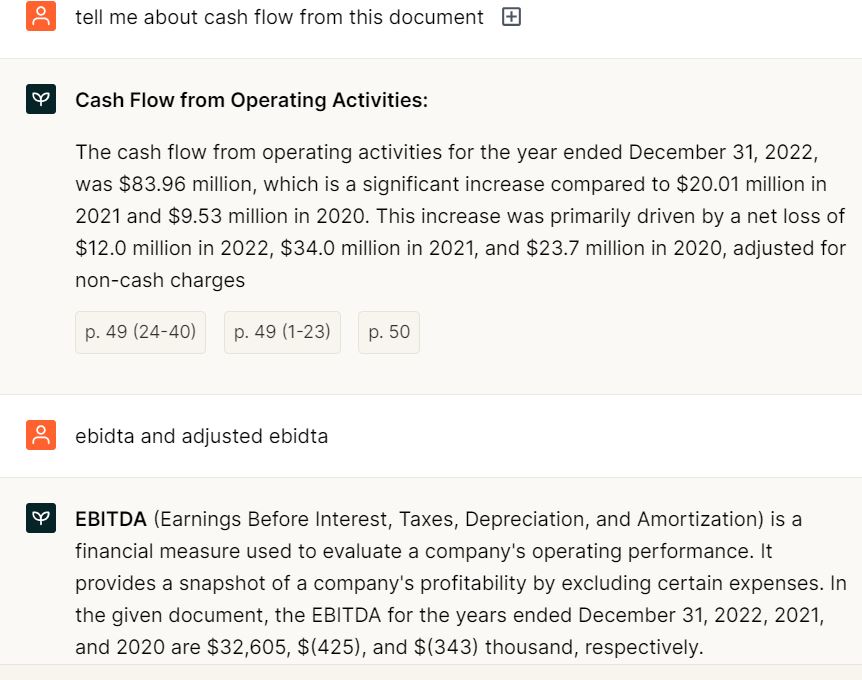 tell me about cash flow from this document
Cash Flow from Operating Activities:
The cash flow from operating activities for the year ended December 31, 2022,
was $83.96 million, which is a significant increase compared to $20.01 million in
2021 and $9.53 million in 2020. This increase was primarily driven by a net loss of
$12.0 million in 2022, $34.0 million in 2021, and $23.7 million in 2020, adjusted for
non-cash charges
p. 49 (24-40) p. 49 (1-23) p. 50
ebidta and adjusted ebidta
EBITDA (Earnings Before Interest, Taxes, Depreciation, and Amortization) is a
financial measure used to evaluate a company's operating performance. It
provides a snapshot of a company's profitability by excluding certain expenses. In
the given document, the EBITDA for the years ended December 31, 2022, 2021,
and 2020 are $32,605, $(425), and $(343) thousand, respectively.